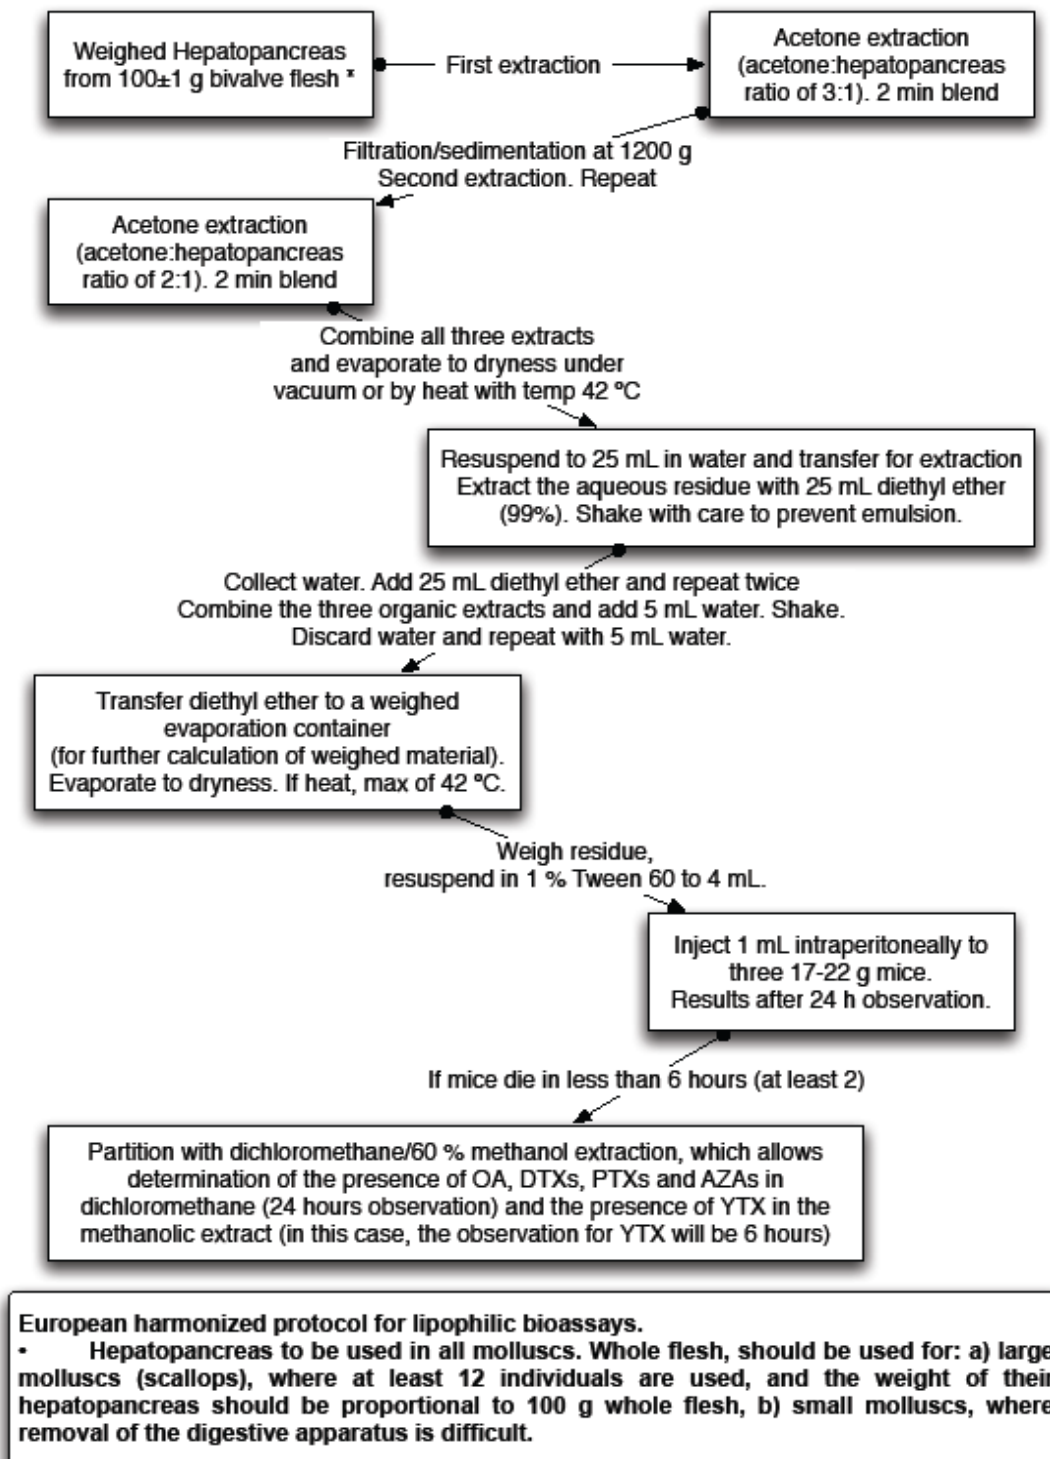 Weighed Hepatopancreas
from 100±1 g bivalve flesh *
First extraction
Acetone extraction
(acetone:hepatopancreas
ratio of 3:1). 2 min blend
Filtration/sedimentation at 1200 g
Second extraction. Repeat
Acetone extraction
(acetone:hepatopancreas
ratio of 2:1). 2 min blend
Combine all three extracts
and evaporate to dryness under
vacuum or by heat with temp 42 ºC
Resuspend to 25 mL in water and transfer for extraction
Extract the aqueous residue with 25 mL diethyl ether
(99%). Shake with care to prevent emulsion.
Collect water. Add 25 mL diethyl ether and repeat twice
Combine the three organic extracts and add 5 mL water. Shake.
Discard water and repeat with 5 mL water.
Transfer diethyl ether to a weighed
evaporation container
(for further calculation of weighed material).
Evaporate to dryness. If heat, max of 42 ºC.
Weigh residue,
resuspend in 1 % Tween 60 to 4 mL.
Inject 1 mL intraperitoneally to
three 17-22 g mice.
Results after 24 h observation.
If mice die in less than 6 hours (at least 2)
Partition with dichloromethane/60 % methanol extraction, which allows
determination of the presence of OA, DTXs, PTXs and AZAs in
dichloromethane (24 hours observation) and the presence of YTX in the
methanolic extract (in this case, the observation for YTX will be 6 hours)
European harmonized protocol for lipophilic bioassays.
• Hepatopancreas to be used in all molluscs. Whole flesh, should be used for: a) large
molluscs (scallops), where at least 12 individuals are used, and the weight of their
hepatopancreas should be proportional to 100 g whole flesh, b) small molluscs, where
removal of the digestive apparatus is difficult.